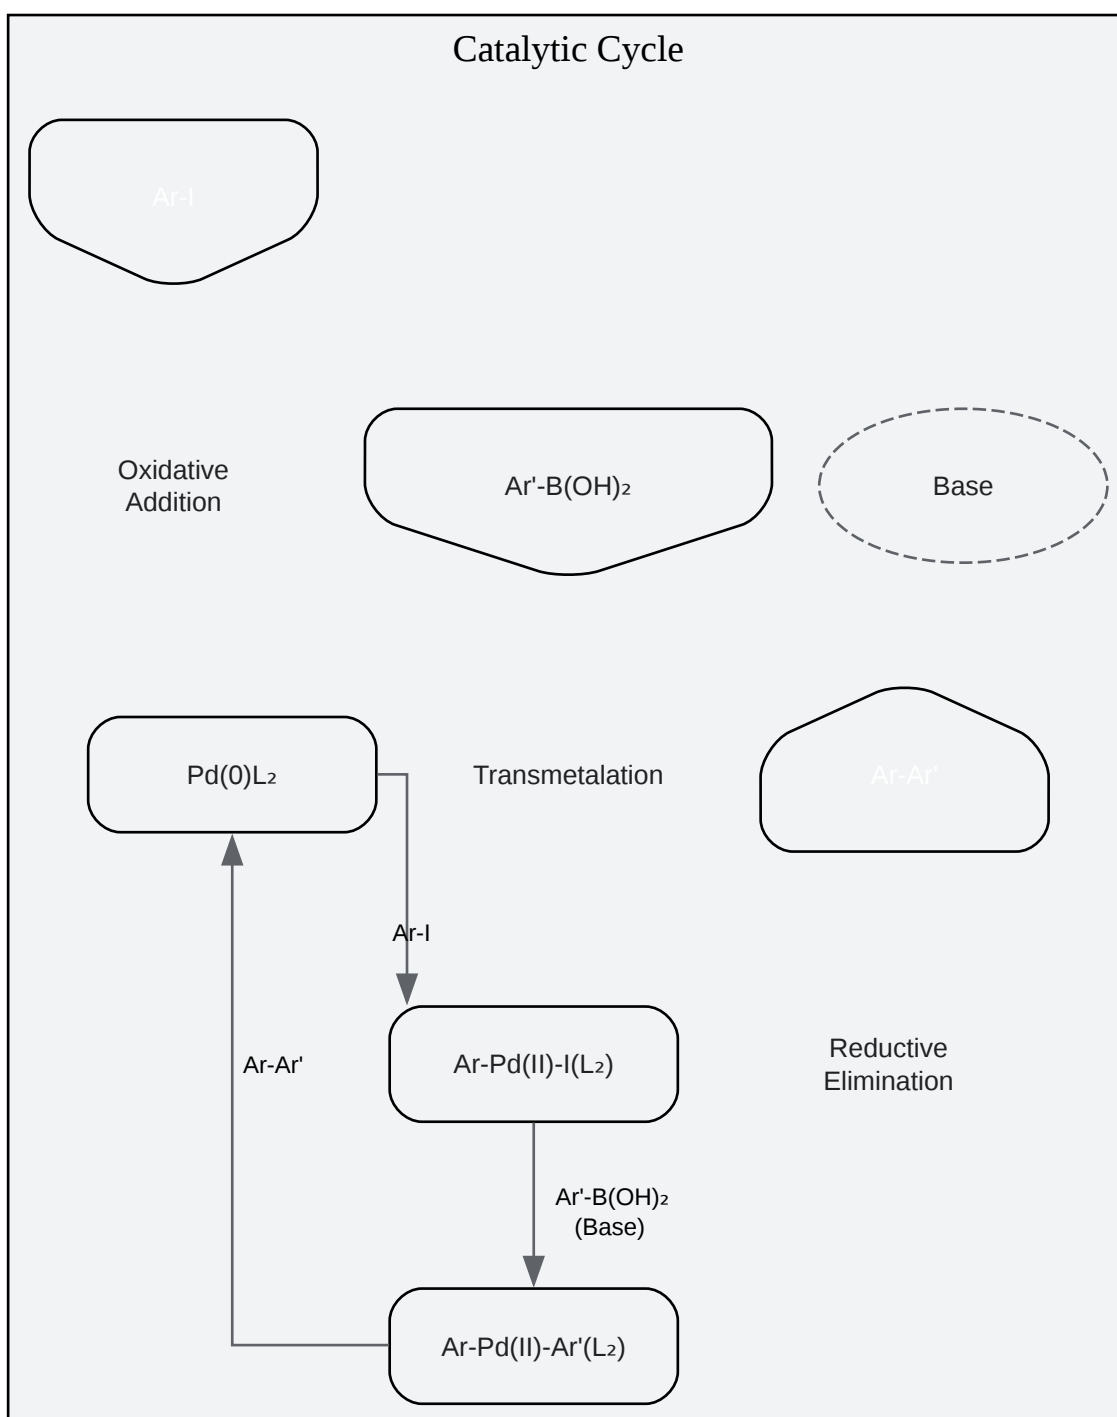 Catalytic Cycle
Ar-I
Oxidative
Addition
Ar'-B(OH)₂
Base
Pd(0)L₂
Transmetalation
Ar-Ar'
Ar-I
Ar-Pd(II)-I(L₂)
Ar-Ar'
Reductive
Elimination
Ar'-B(OH)₂
(Base)
Ar-Pd(II)-Ar'(L₂)